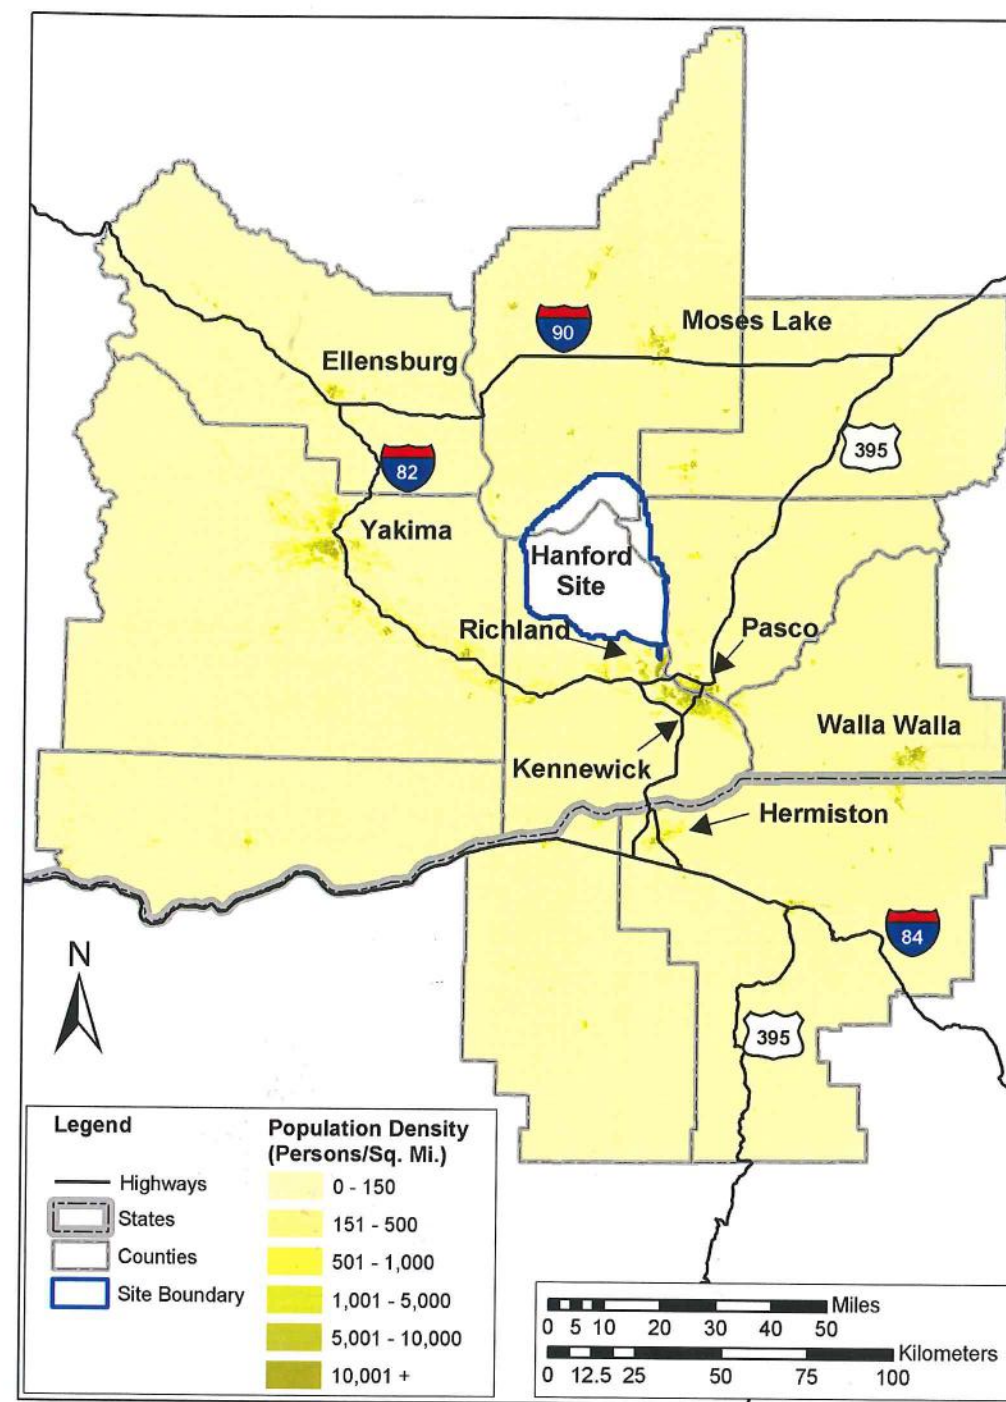 90
Moses Lake
Ellensburg
395
82
Yakima
Hanford
Site
Richland
Pasco
Walla Walla
Kennewick
Hermiston
84
N
395
Legend
Highways
States
Counties
Site Boundary
Population Density
(Persons/Sq. Mi.)
0 - 150
151 - 500
501 - 1,000
1,001 - 5,000
5,001 - 10,000
10,001 +
Miles
0 5 10 20 30 40 50
Kilometers
0 12.5 25 50 75 100